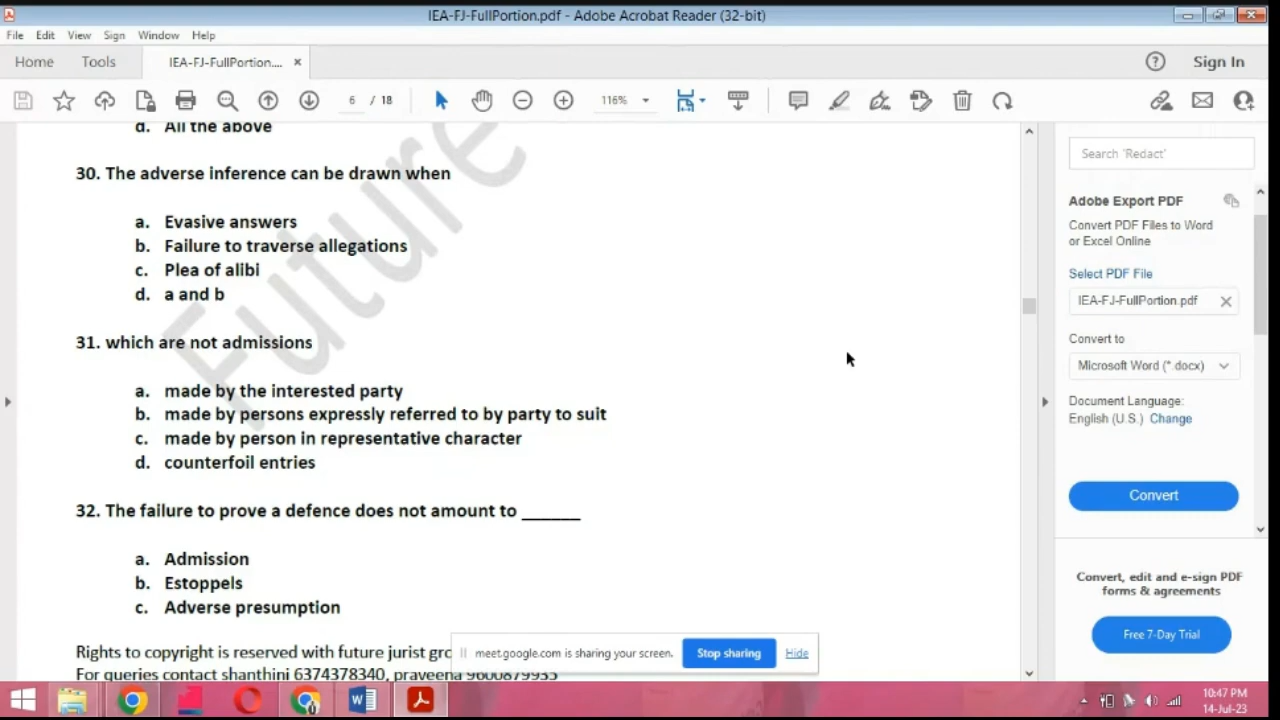 IEA-FJ-FullPortion.pdf - Adobe Acrobat Reader (32-bit)
File Edit View Sign Window Help
Home Tools IEA-FJ-FullPortion.... × Sign In
6 / 18 116%
d. All the above
30. The adverse inference can be drawn when
a. Evasive answers
b. Failure to traverse allegations
c. Plea of alibi
d. a and b
31. which are not admissions
a. made by the interested party
b. made by persons expressly referred to by party to suit
c. made by person in representative character
d. counterfoil entries
32. The failure to prove a defence does not amount to ______
a. Admission
b. Estoppels
c. Adverse presumption
Rights to copyright is reserved with future jurist gro
For queries contact shanthini 6374378340, praveena 9600879935
Future
meet.google.com is sharing your screen. Stop sharing Hide
Search 'Redact'
Adobe Export PDF
Convert PDF Files to Word
or Excel Online
Select PDF File
IEA-FJ-FullPortion.pdf
Convert to
Microsoft Word (*.docx)
Document Language:
English (U.S.) Change
Convert
Convert, edit and e-sign PDF
forms & agreements
Free 7-Day Trial
10:47 PM
14-Jul-23